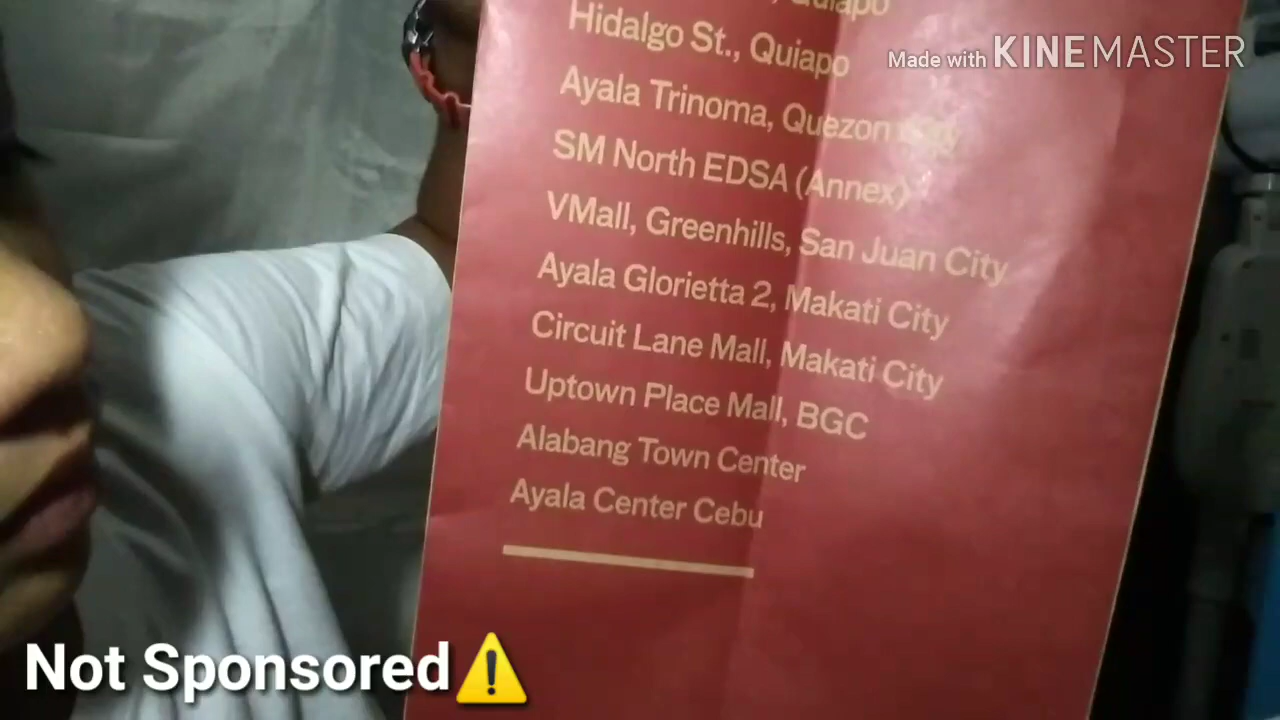 Quiapo
Hidalgo St., Quiapo
Made with KINEMASTER
Ayala Trinoma, Quezon City
SM North EDSA (Annex)
VMall, Greenhills, San Juan City
Ayala Glorietta 2, Makati City
Circuit Lane Mall, Makati City
Uptown Place Mall, BGC
Alabang Town Center
Ayala Center Cebu
Not Sponsored⚠️